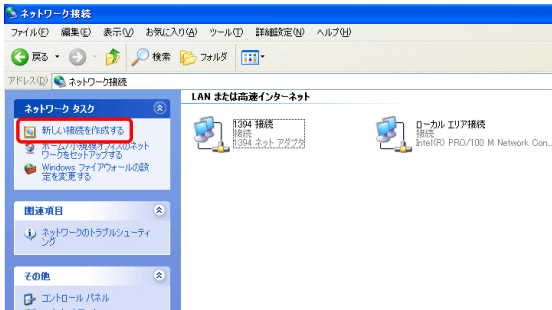 ネットワーク接続
ファイル(F) 編集(E) 表示(V) お気に入り(A) ツール(T) 詳細設定(N) ヘルプ(H)
戻る 検索 フォルダ
アドレス(D) ネットワーク接続
ネットワーク タスク
新しい接続を作成する
ホーム/小規模オフィスのネット
ワークをセットアップする
Windows ファイアウォールの設
定を変更する
関連項目
ネットワークのトラブルシューティ
ング
その他
コントロール パネル
LAN または高速インターネット
1394 接続
接続
1394 ネット アダプタ
ローカル エリア接続
接続
Intel(R) PRO/100 M Network Con...